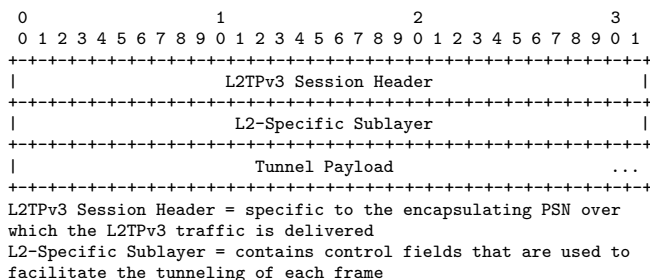 0 1 2 3
0 1 2 3 4 5 6 7 8 9 0 1 2 3 4 5 6 7 8 9 0 1 2 3 4 5 6 7 8 9 0 1
+-+-+-+-+-+-+-+-+-+-+-+-+-+-+-+-+-+-+-+-+-+-+-+-+-+-+-+-+-+-+-+-+
| L2TPv3 Session Header |
+-+-+-+-+-+-+-+-+-+-+-+-+-+-+-+-+-+-+-+-+-+-+-+-+-+-+-+-+-+-+-+-+
| L2-Specific Sublayer |
+-+-+-+-+-+-+-+-+-+-+-+-+-+-+-+-+-+-+-+-+-+-+-+-+-+-+-+-+-+-+-+-+
| Tunnel Payload ...
+-+-+-+-+-+-+-+-+-+-+-+-+-+-+-+-+-+-+-+-+-+-+-+-+-+-+-+-+-+-+-+-+
L2TPv3 Session Header = specific to the encapsulating PSN over
which the L2TPv3 traffic is delivered
L2-Specific Sublayer = contains control fields that are used to
facilitate the tunneling of each frame